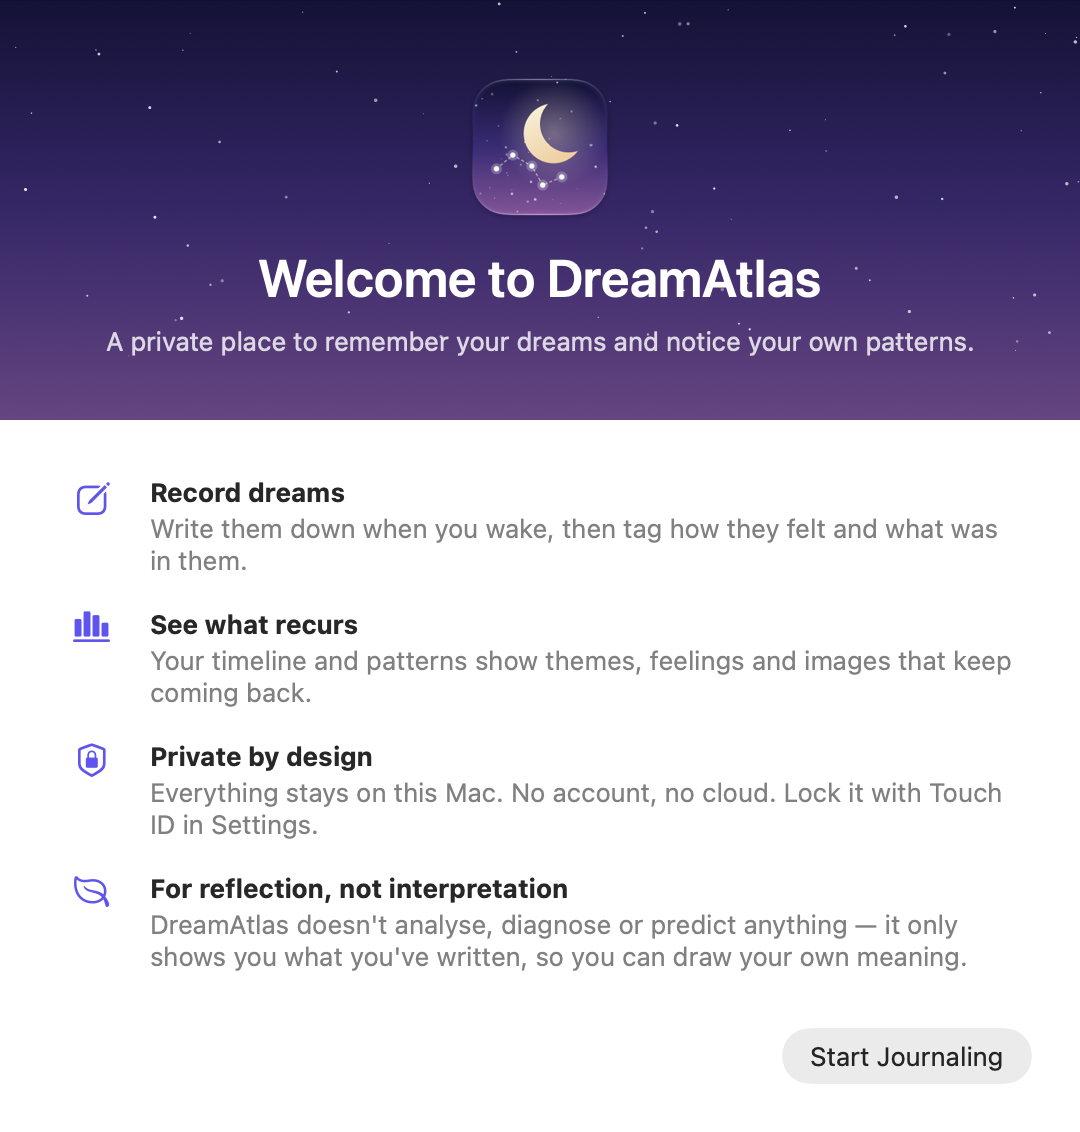 Welcome to DreamAtlas
A private place to remember your dreams and notice your own patterns.
Record dreams
Write them down when you wake, then tag how they felt and what was
in them.
See what recurs
Your timeline and patterns show themes, feelings and images that keep
coming back.
Private by design
Everything stays on this Mac. No account, no cloud. Lock it with Touch
ID in Settings.
For reflection, not interpretation
DreamAtlas doesn't analyse, diagnose or predict anything — it only
shows you what you've written, so you can draw your own meaning.
Start Journaling